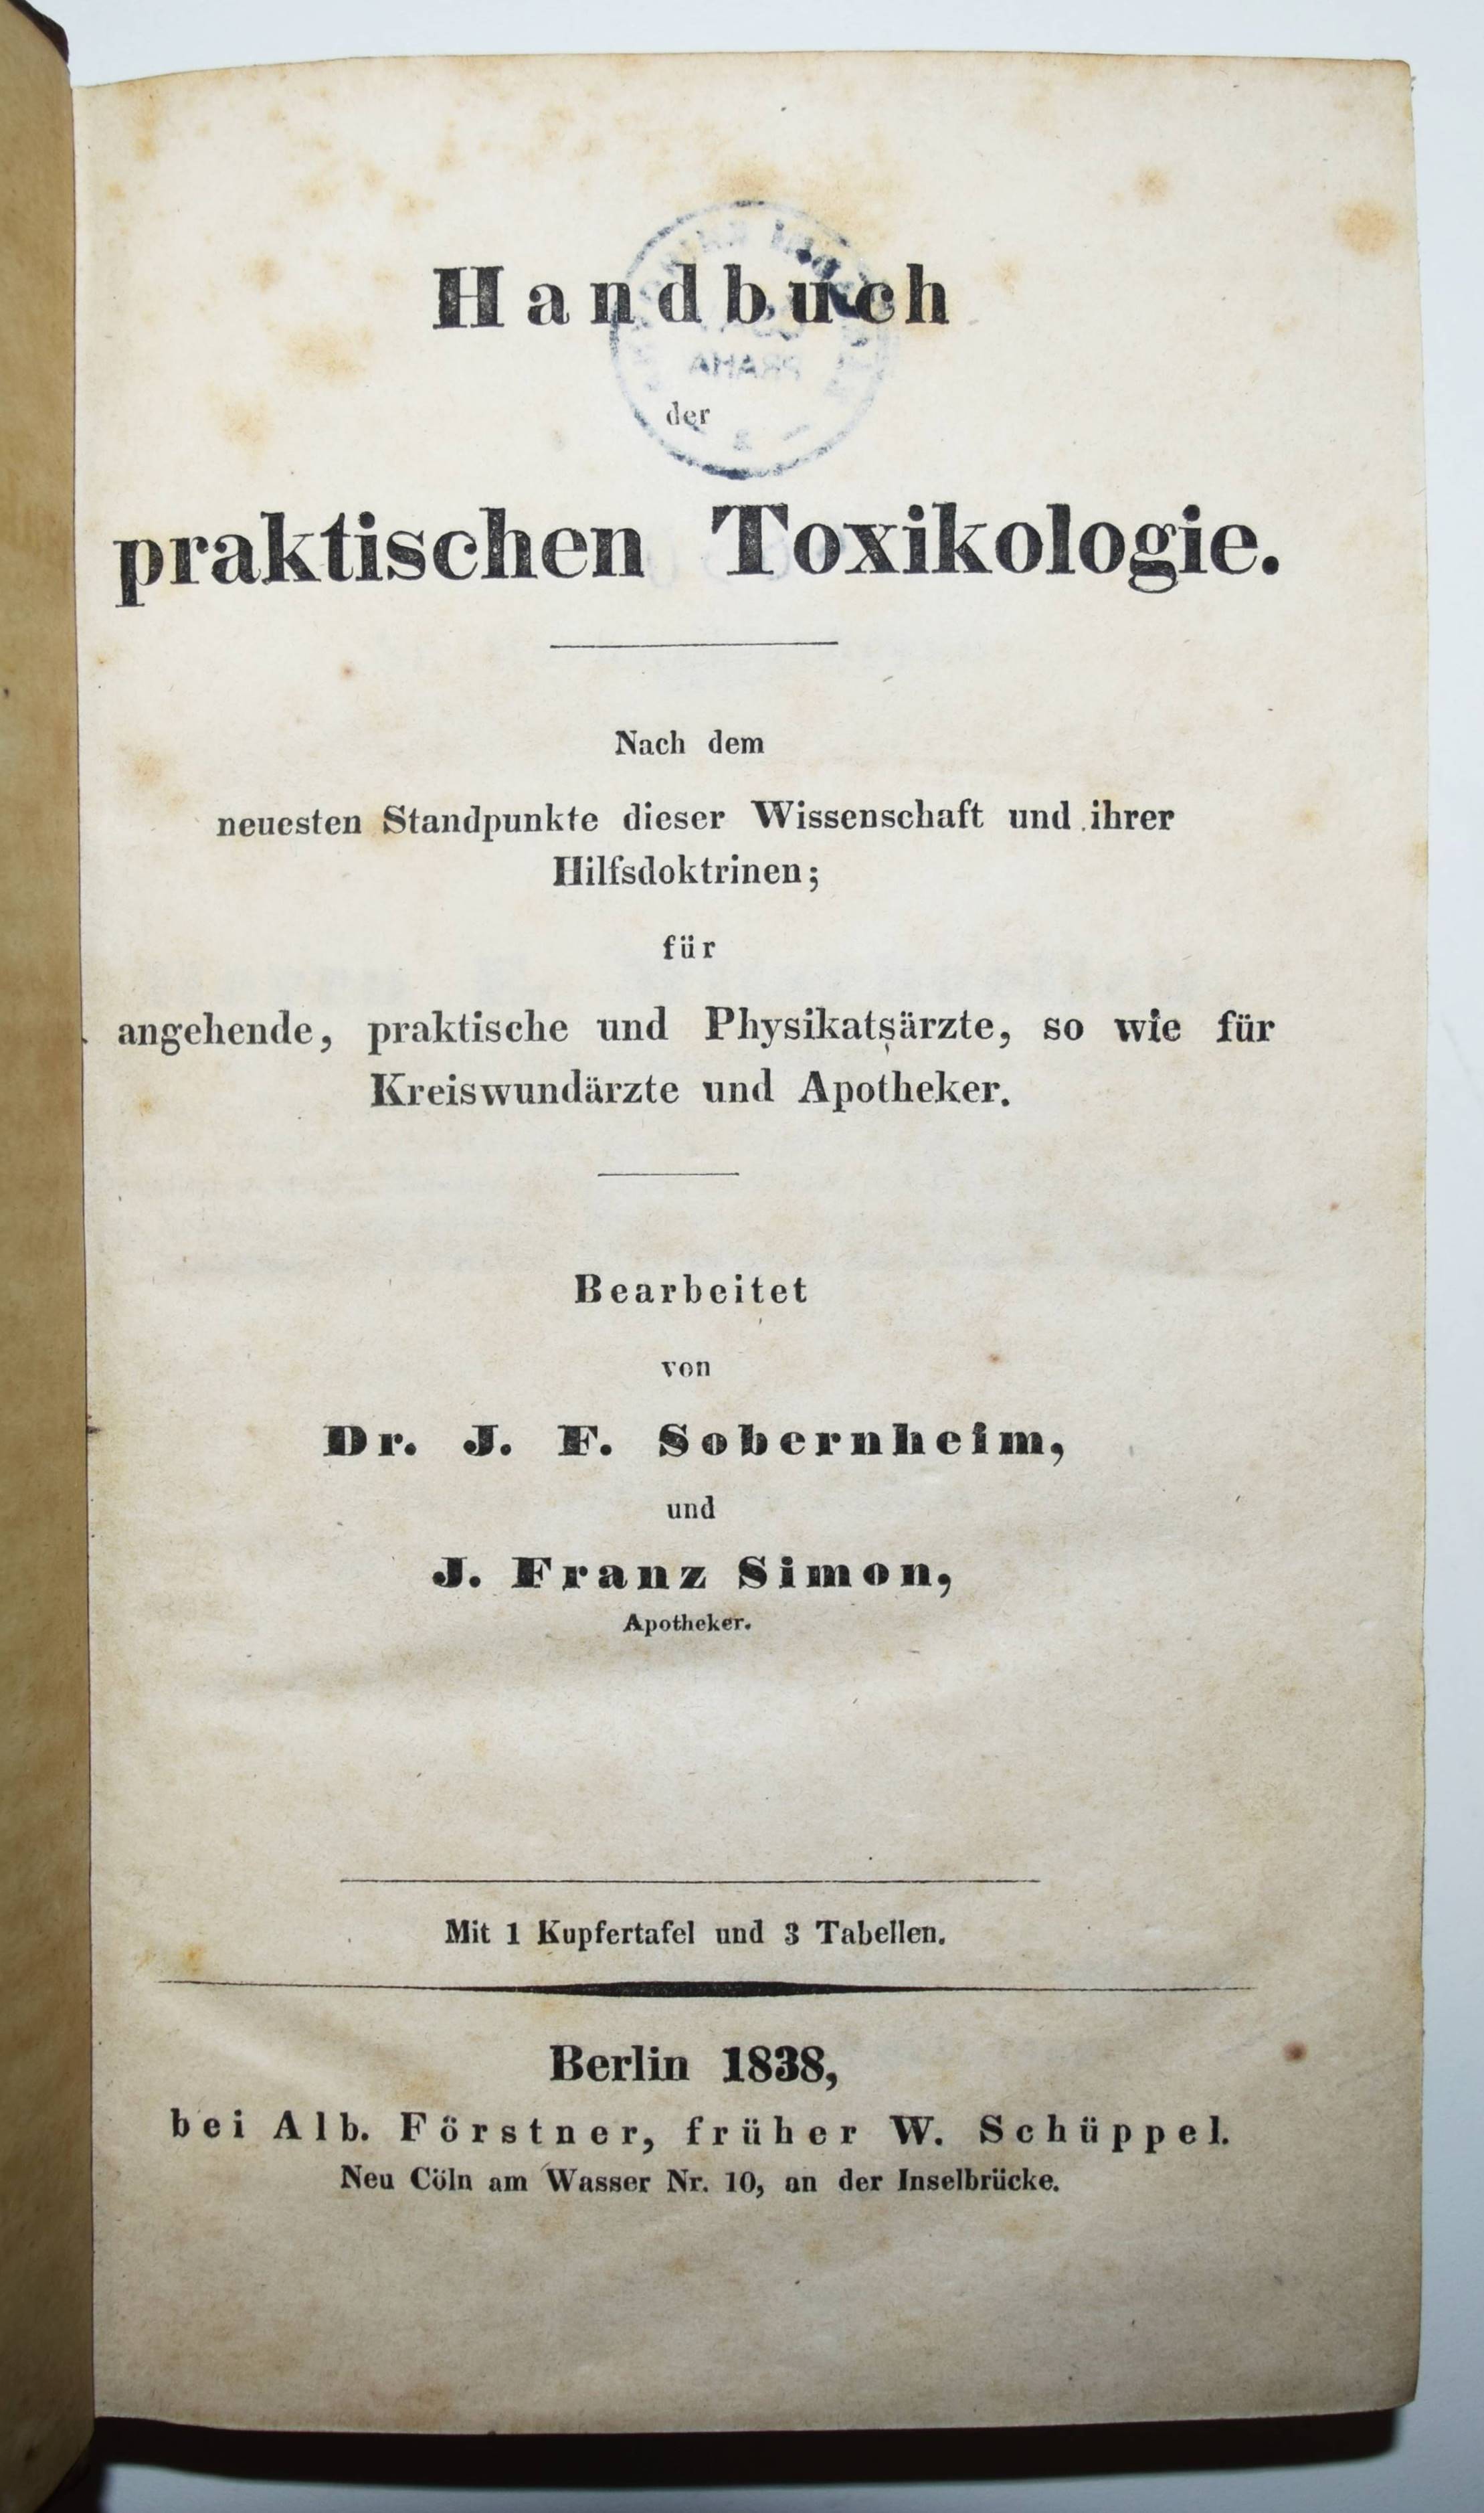 Handbuch
der
praktischen Toxikologie.
Nach dem
neuesten Standpunkte dieser Wissenschaft und ihrer
Hilfsdoktrinen;
für
angehende, praktische und Physikatsärzte, so wie für
Kreiswundärzte und Apotheker.
Bearbeitet
von
Dr. J. F. Sobernheim,
und
J. Franz Simon,
Apotheker.
Mit 1 Kupfertafel und 3 Tabellen.
Berlin 1838,
bei Alb. Förstner, früher W. Schüppel.
Neu Cöln am Wasser Nr. 10, an der Inselbrücke.